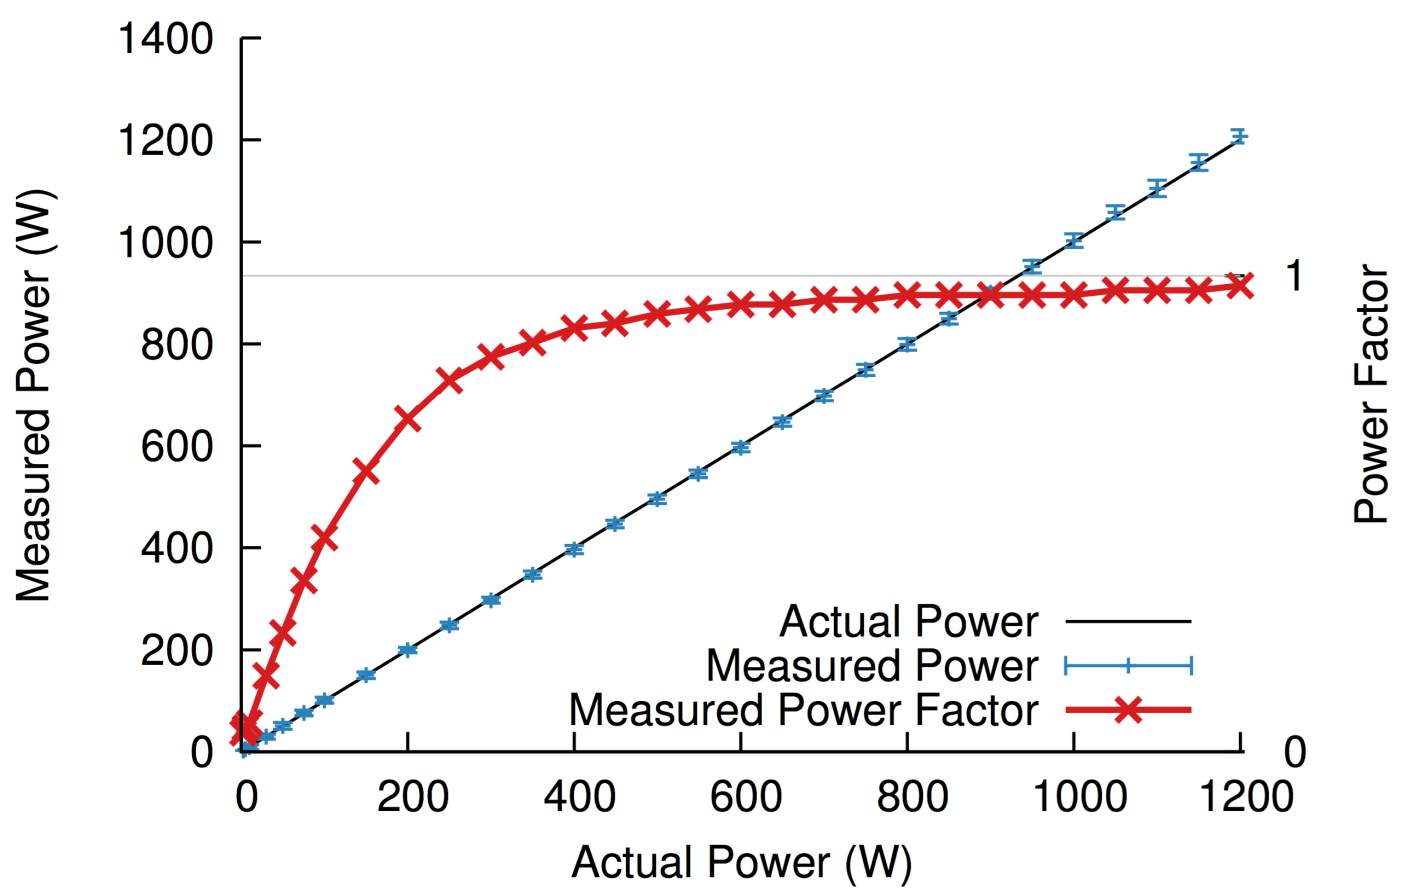 1400
1200
1000
800
600
400
200
0
Measured Power (W)
1
0
Power Factor
Actual Power
Measured Power
Measured Power Factor
0 200 400 600 800 1000 1200
Actual Power (W)